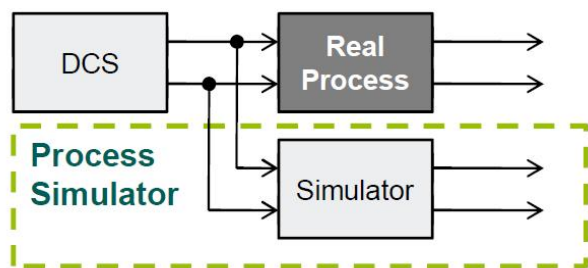 DCS
Real
Process
Process
Simulator
Simulator